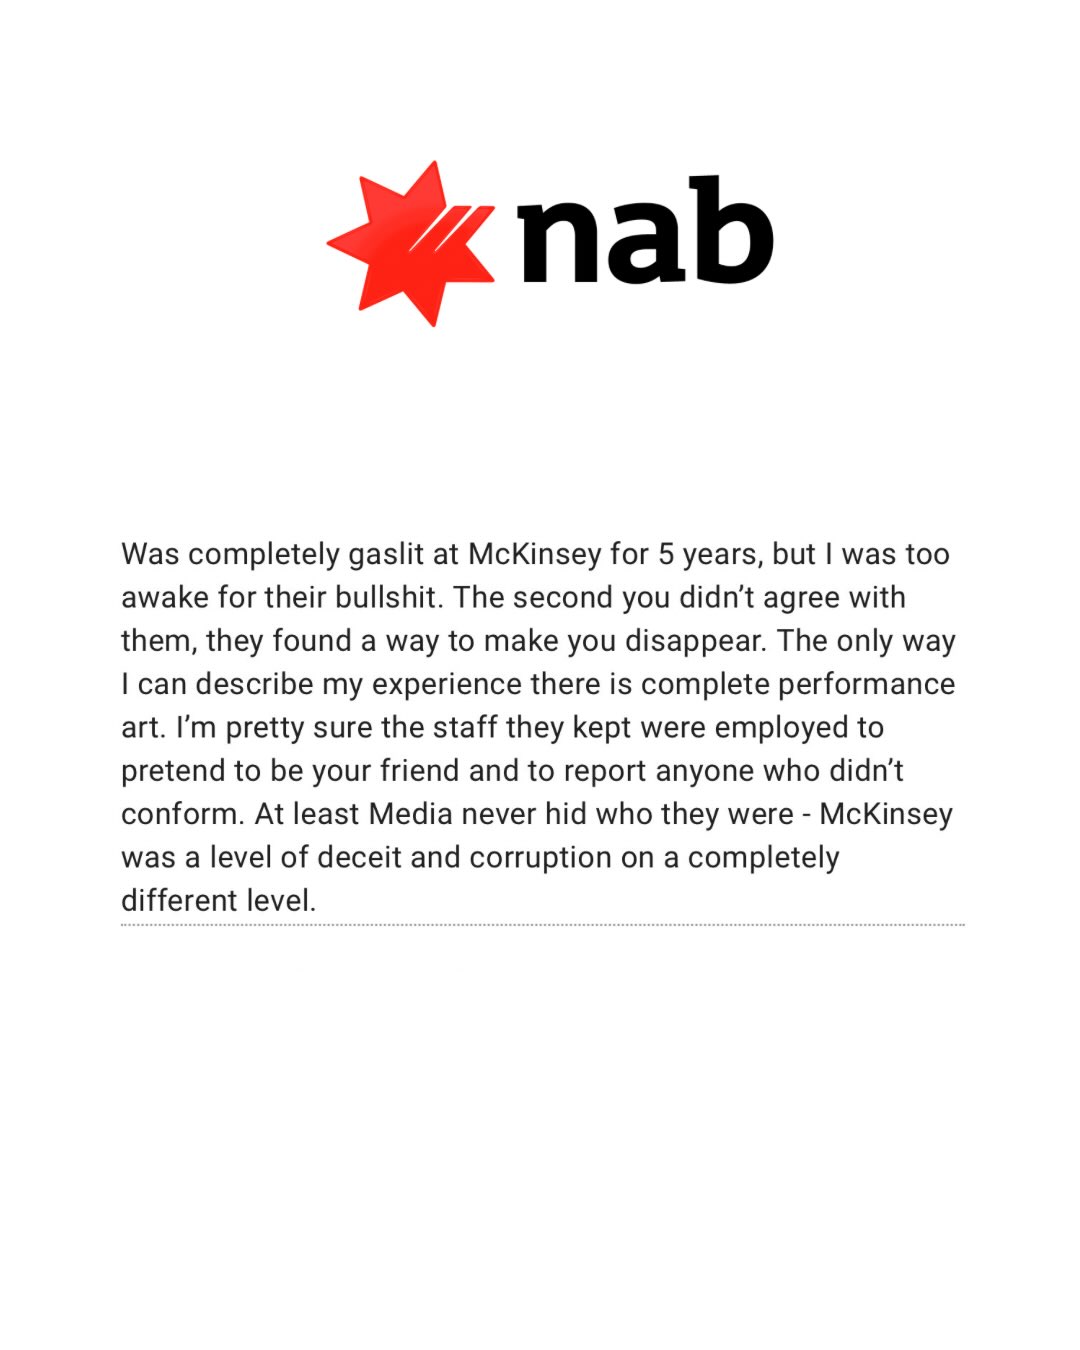 nab
Was completely gaslit at McKinsey for 5 years, but I was too
awake for their bullshit. The second you didn’t agree with
them, they found a way to make you disappear. The only way
I can describe my experience there is complete performance
art. I’m pretty sure the staff they kept were employed to
pretend to be your friend and to report anyone who didn’t
conform. At least Media never hid who they were - McKinsey
was a level of deceit and corruption on a completely
different level.